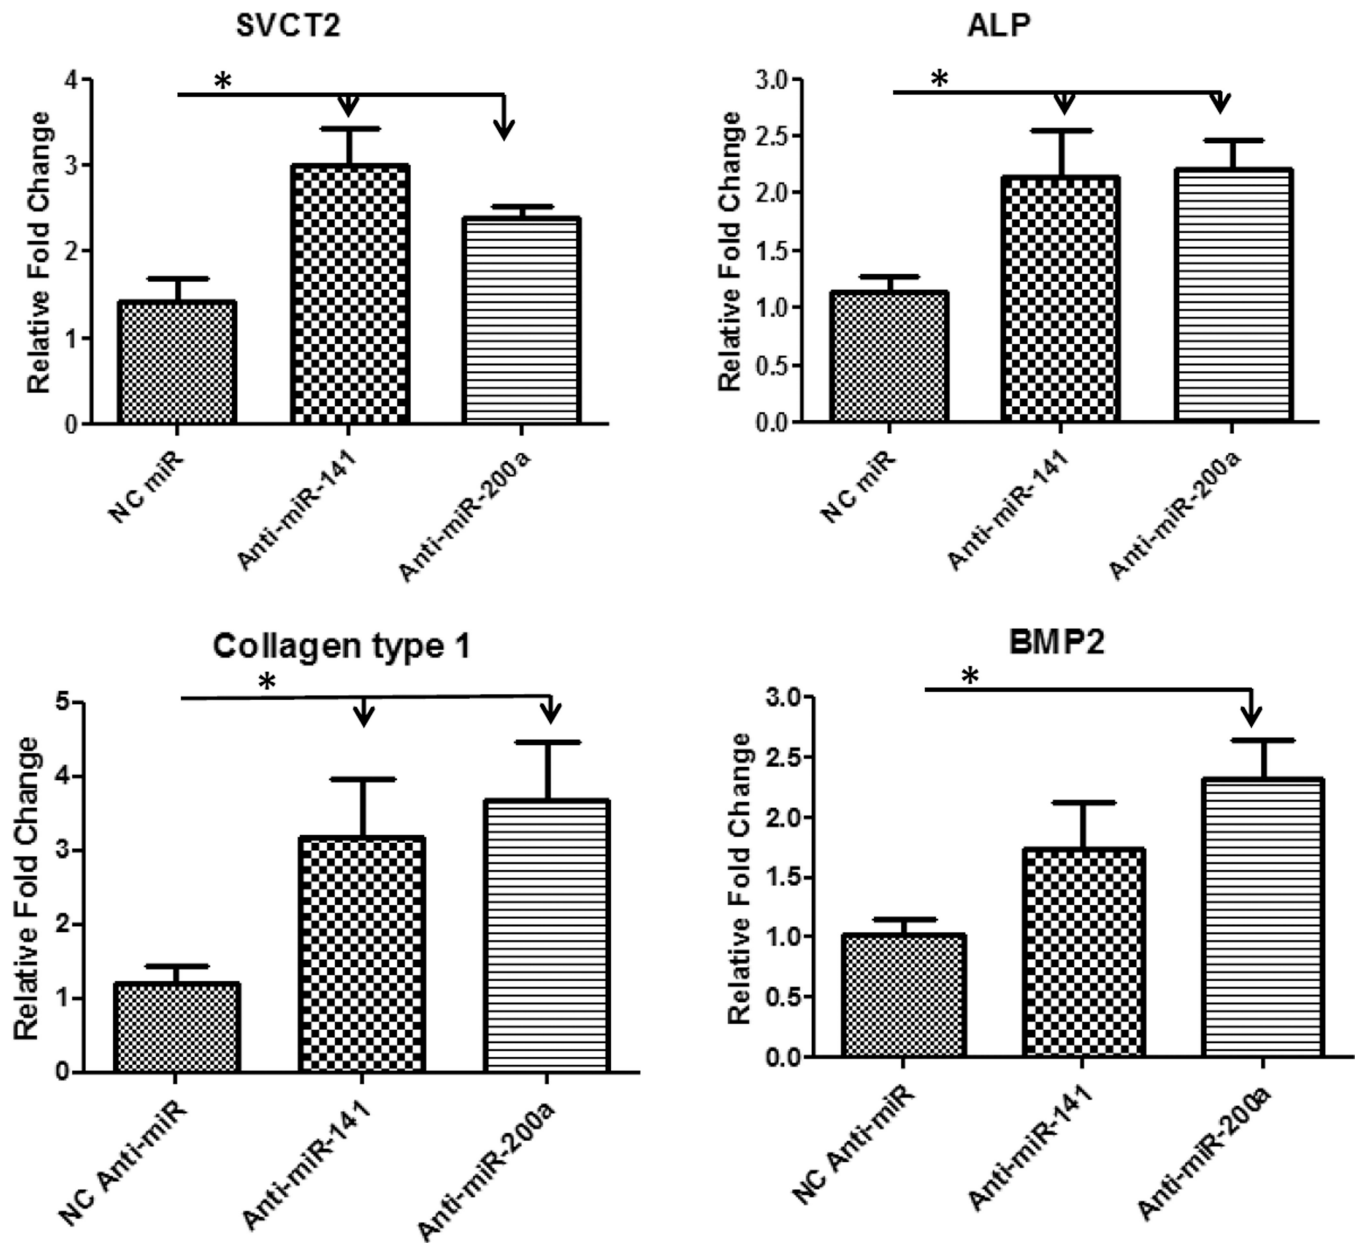 SVCT2
*
Relative Fold Change
4
3
2
1
0
NC miR
Anti-miR-141
Anti-miR-200a
ALP
*
Relative Fold Change
3.0
2.5
2.0
1.5
1.0
0.5
0.0
NC miR
Anti-miR-141
Anti-miR-200a
Collagen type 1
*
Relative Fold Change
5
4
3
2
1
0
NC Anti-miR
Anti-miR-141
Anti-miR-200a
BMP2
*
Relative Fold Change
3.0
2.5
2.0
1.5
1.0
0.5
0.0
NC Anti-miR
Anti-miR-141
Anti-miR-200a